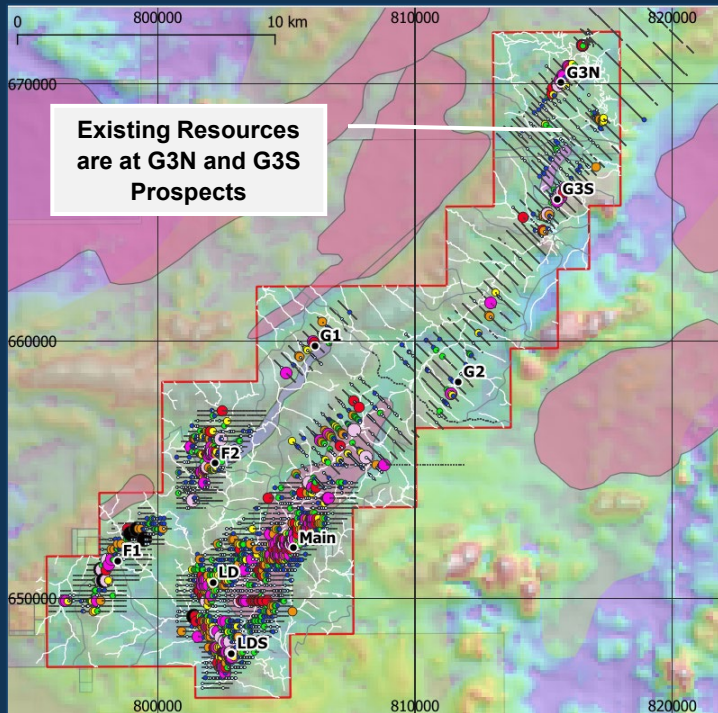 800000
810000
820000
0
10 km
670000
G3N
Existing Resources
are at G3N and G3S
Prospects
G3S
660000
G1
G2
F2
F1
Main
LD
650000
LDS
800000
810000
820000